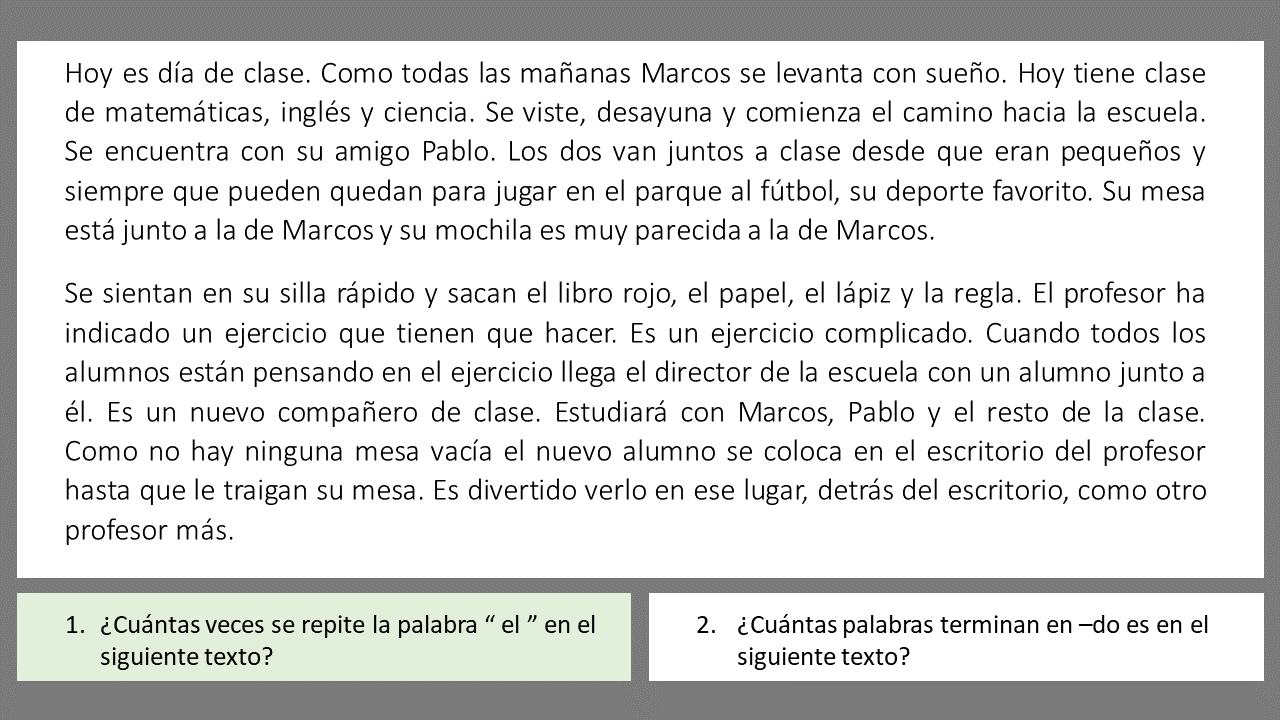 Hoy es día de clase. Como todas las mañanas Marcos se levanta con sueño. Hoy tiene clase
de matemáticas, inglés y ciencia. Se viste, desayuna y comienza el camino hacia la escuela.
Se encuentra con su amigo Pablo. Los dos van juntos a clase desde que eran pequeños y
siempre que pueden quedan para jugar en el parque al fútbol, su deporte favorito. Su mesa
está junto a la de Marcos y su mochila es muy parecida a la de Marcos.
Se sientan en su silla rápido y sacan el libro rojo, el papel, el lápiz y la regla. El profesor ha
indicado un ejercicio que tienen que hacer. Es un ejercicio complicado. Cuando todos los
alumnos están pensando en el ejercicio llega el director de la escuela con un alumno junto a
él. Es un nuevo compañero de clase. Estudiará con Marcos, Pablo y el resto de la clase.
Como no hay ninguna mesa vacía el nuevo alumno se coloca en el escritorio del profesor
hasta que le traigan su mesa. Es divertido verlo en ese lugar, detrás del escritorio, como otro
profesor más.
1. ¿Cuántas veces se repite la palabra “ el ” en el
siguiente texto?
2. ¿Cuántas palabras terminan en –do es en el
siguiente texto?